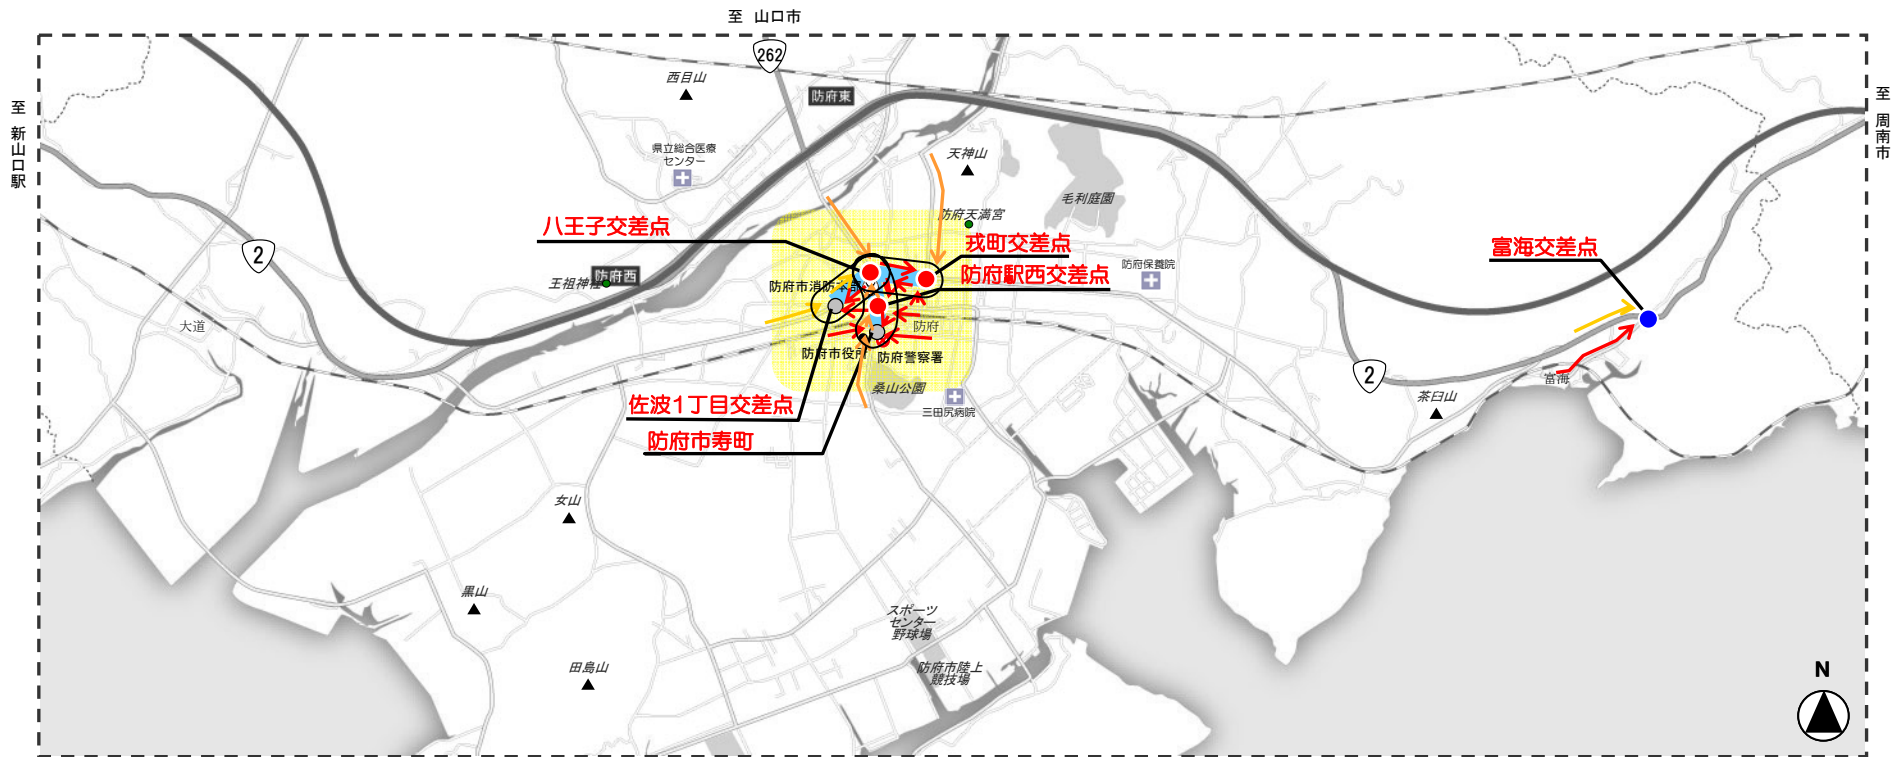 至 山口市
262
西目山
防府東
至 新山口駅
至 周南市
県立総合医療
センター
天神山
毛利庭園
八王子交差点
防府天満宮
戎町交差点
富海交差点
2
防府西
王祖神社
防府駅西交差点
防府保養院
防府市消防本部
大道
防府
防府市役所
防府警察署
富海
2
桑山公園
茶臼山
佐波1丁目交差点
三田尻病院
防府市寿町
女山
黒山
スポーツ
センター
野球場
田島山
防府市陸上
競技場
N